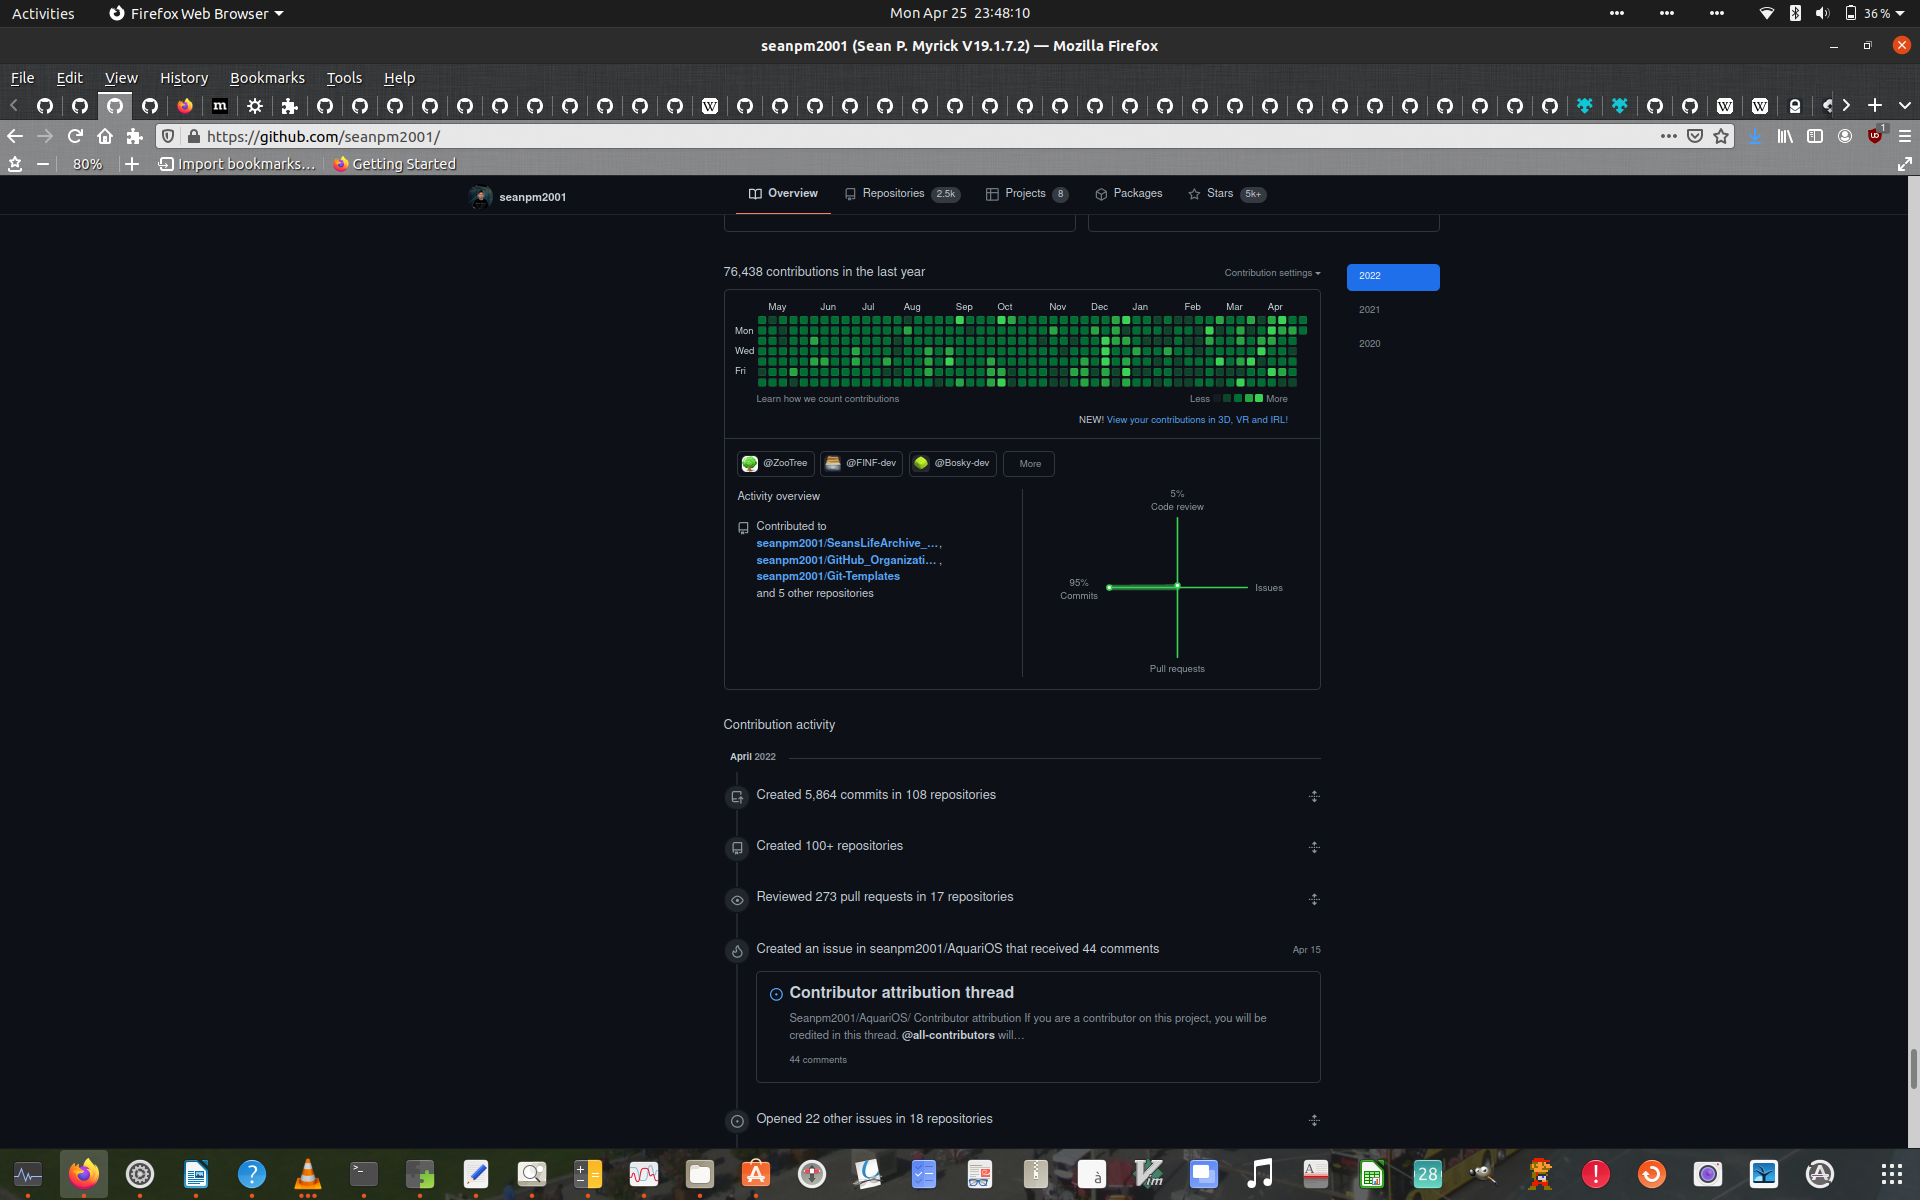 Activities
Firefox Web Browser
Mon Apr 25 23:48:10
36 %
seanpm2001 (Sean P. Myrick V19.1.7.2) — Mozilla Firefox
File Edit View History Bookmarks Tools Help
https://github.com/seanpm2001/
80%
Import bookmarks...
Getting Started
seanpm2001
Overview
Repositories 2.5k
Projects 8
Packages
Stars 5k+
76,438 contributions in the last year
Contribution settings
2022
2021
2020
May Jun Jul Aug Sep Oct Nov Dec Jan Feb Mar Apr
Mon
Wed
Fri
Learn how we count contributions
Less More
NEW! View your contributions in 3D, VR and IRL!
@ZooTree
@FINF-dev
@Bosky-dev
More
Activity overview
Contributed to
seanpm2001/SeansLifeArchive_…,
seanpm2001/GitHub_Organizati… ,
seanpm2001/Git-Templates
and 5 other repositories
5%
Code review
95%
Commits
Issues
Pull requests
Contribution activity
April 2022
Created 5,864 commits in 108 repositories
Created 100+ repositories
Reviewed 273 pull requests in 17 repositories
Created an issue in seanpm2001/AquariOS that received 44 comments
Apr 15
Contributor attribution thread
Seanpm2001/AquariOS/ Contributor attribution If you are a contributor on this project, you will be
credited in this thread. @all-contributors will…
44 comments
Opened 22 other issues in 18 repositories
28